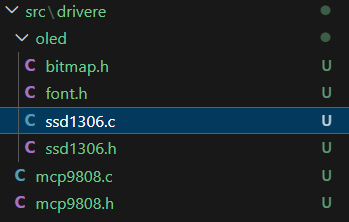 src\drivere
oled
C bitmap.h U
C font.h U
C ssd1306.c U
C ssd1306.h U
C mcp9808.c U
C mcp9808.h U